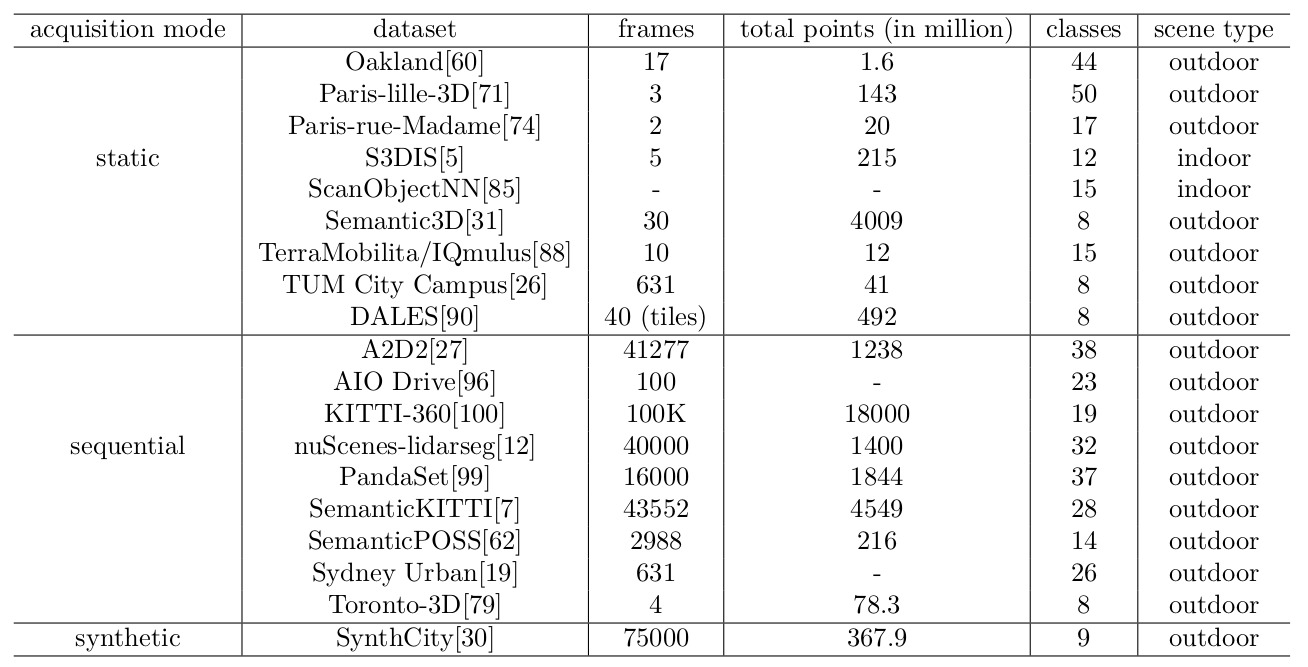 acquisition mode dataset frames total points (in million) classes scene type
Oakland[60] 17 1.6 44 outdoor
Paris-lille-3D[71] 3 143 50 outdoor
Paris-rue-Madame[74] 2 20 17 outdoor
static S3DIS[5] 5 215 12 indoor
ScanObjectNN[85] - - 15 indoor
Semantic3D[31] 30 4009 8 outdoor
TerraMobilita/IQmulus[88] 10 12 15 outdoor
TUM City Campus[26] 631 41 8 outdoor
DALES[90] 40 (tiles) 492 8 outdoor
A2D2[27] 41277 1238 38 outdoor
AIO Drive[96] 100 - 23 outdoor
KITTI-360[100] 100K 18000 19 outdoor
sequential nuScenes-lidarseg[12] 40000 1400 32 outdoor
PandaSet[99] 16000 1844 37 outdoor
SemanticKITTI[7] 43552 4549 28 outdoor
SemanticPOSS[62] 2988 216 14 outdoor
Sydney Urban[19] 631 - 26 outdoor
Toronto-3D[79] 4 78.3 8 outdoor
synthetic SynthCity[30] 75000 367.9 9 outdoor